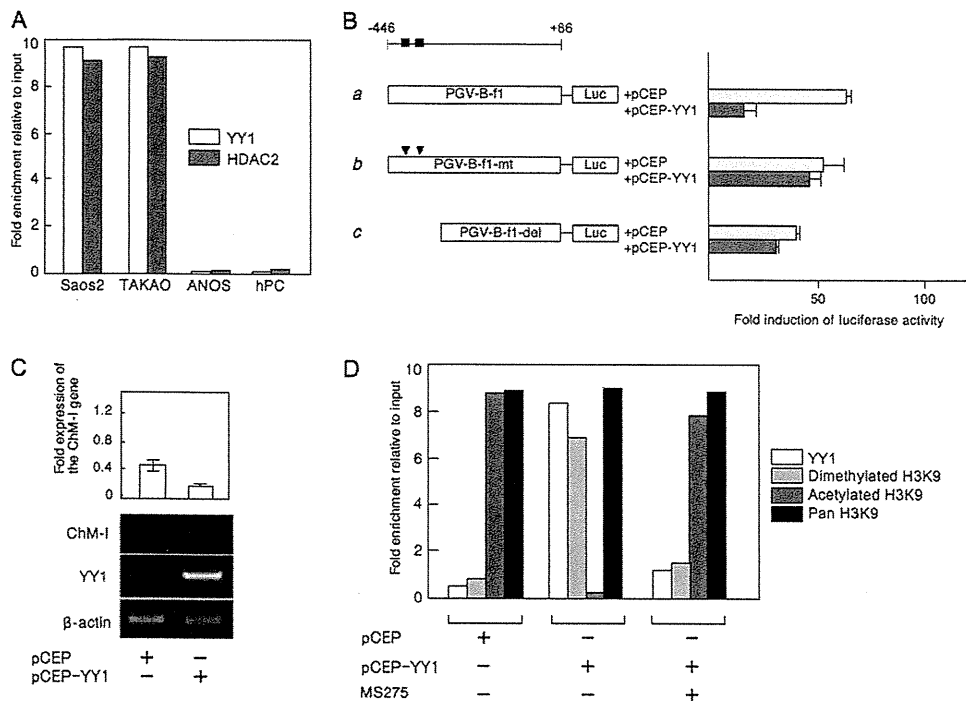 A
Fold enrichment relative to input
10
8
6
4
2
0
YY1
HDAC2
Saos2 TAKAO ANOS hPC
B
-446 +86
a PGV-B-f1 Luc +pCEP
+pCEP-YY1
b PGV-B-f1-mt Luc +pCEP
+pCEP-YY1
c PGV-B-f1-del Luc +pCEP
+pCEP-YY1
50 100
Fold induction of luciferase activity
C
Fold expression of
the ChM-I gene
1.2
0.8
0.4
0
ChM-I
YY1
β-actin
pCEP + −
pCEP-YY1 − +
D
Fold enrichment relative to input
10
8
6
4
2
0
YY1
Dimethylated H3K9
Acetylated H3K9
Pan H3K9
pCEP + − −
pCEP-YY1 − + +
MS275 − − +